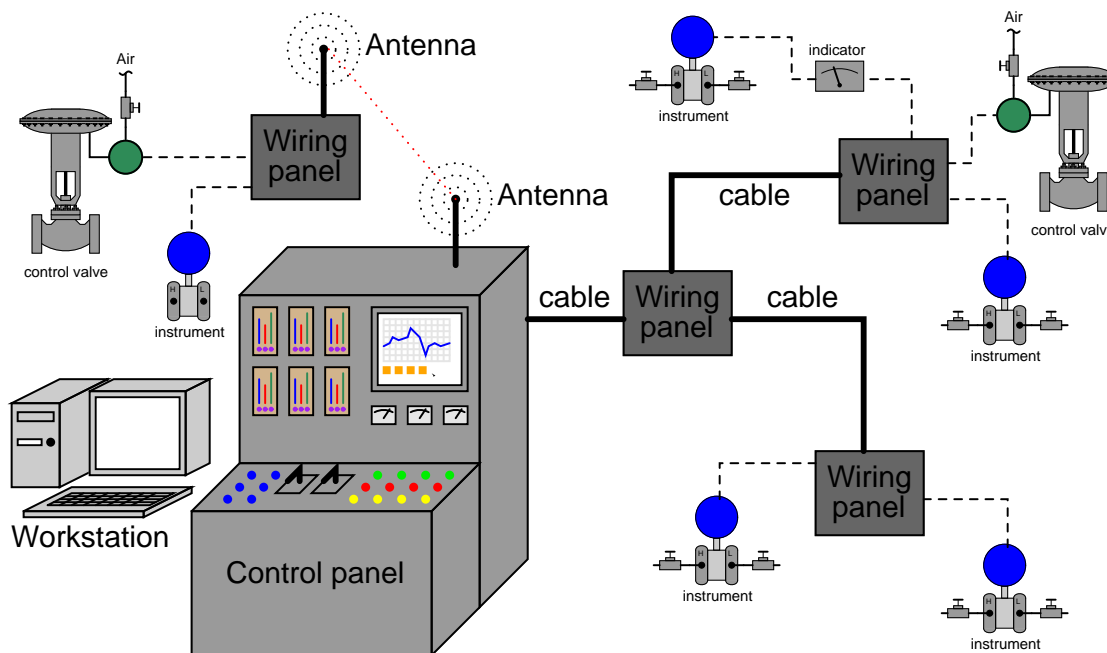 Air
Antenna
indicator
Air
H
L
instrument
Wiring
panel
Antenna
Wiring
panel
cable
control valve
control valve
H
L
instrument
cable
Wiring
panel
cable
H
L
instrument
Workstation
Control panel
Wiring
panel
H
L
instrument
H
L
instrument